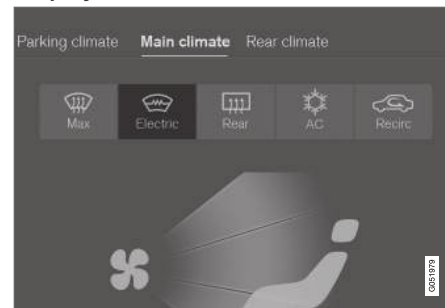 Parking climate Main climate Rear climate
Max Electric Rear AC Recirc
G051979